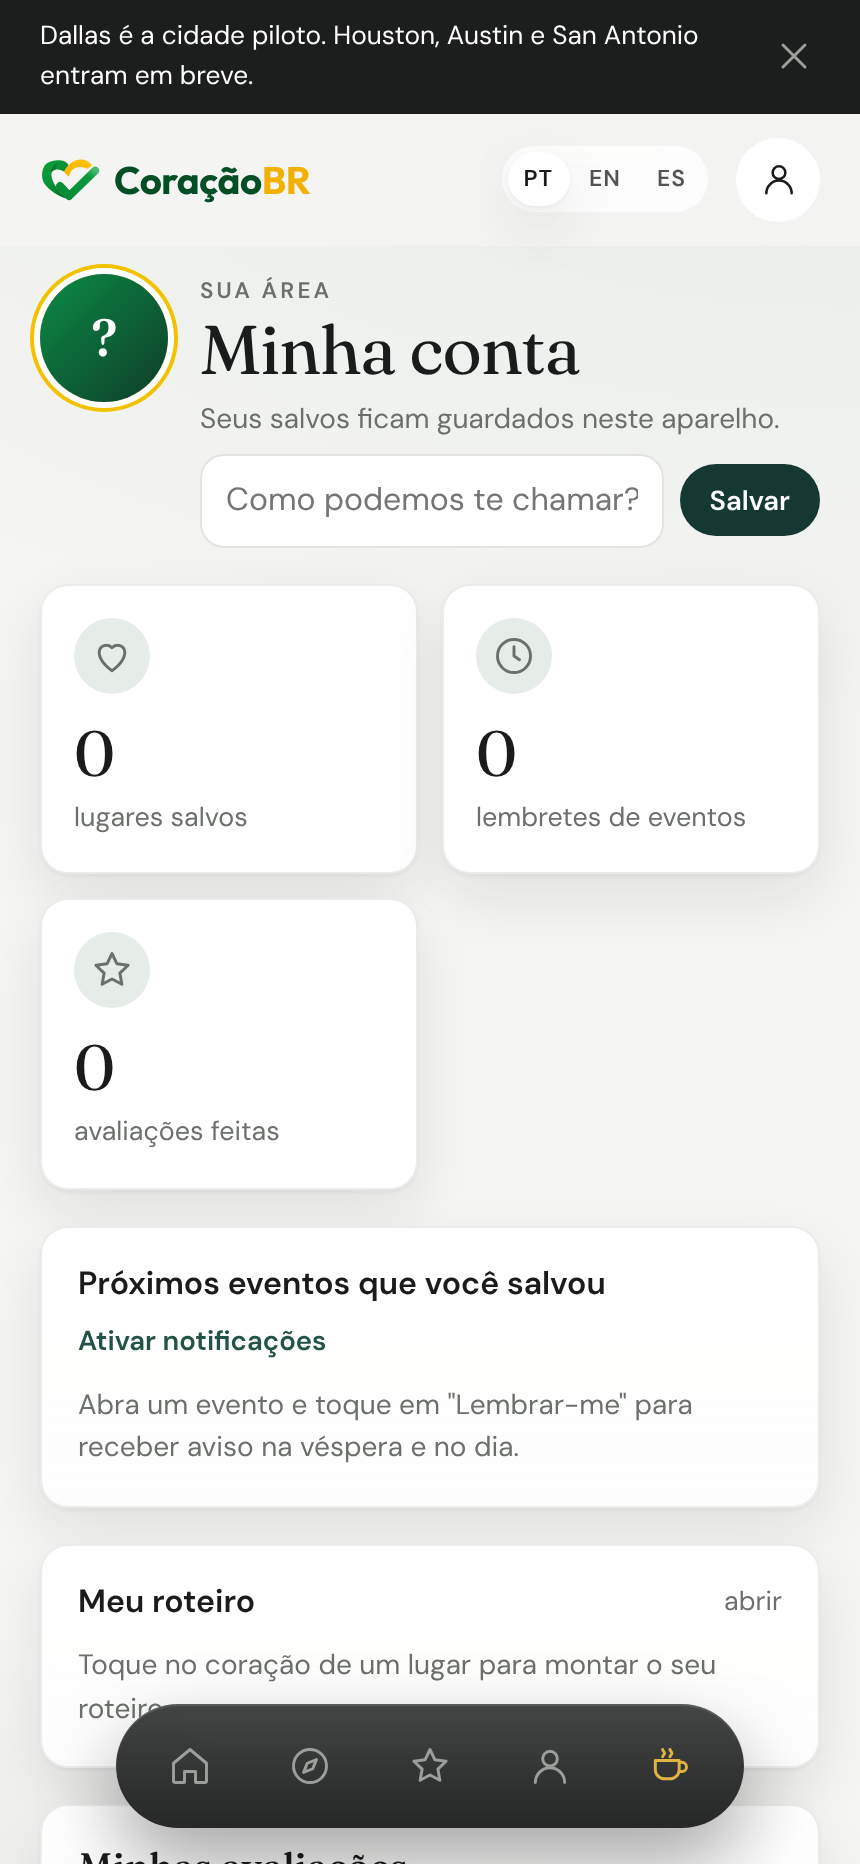 Dallas é a cidade piloto. Houston, Austin e San Antonio
entram em breve.
CoraçãoBR
PT EN ES
?
SUA ÁREA
Minha conta
Seus salvos ficam guardados neste aparelho.
Como podemos te chamar?
Salvar
0
lugares salvos
0
lembretes de eventos
0
avaliações feitas
Próximos eventos que você salvou
Ativar notificações
Abra um evento e toque em "Lembrar-me" para
receber aviso na véspera e no dia.
Meu roteiro
abrir
Toque no coração de um lugar para montar o seu
roteiro
Minhas avaliações